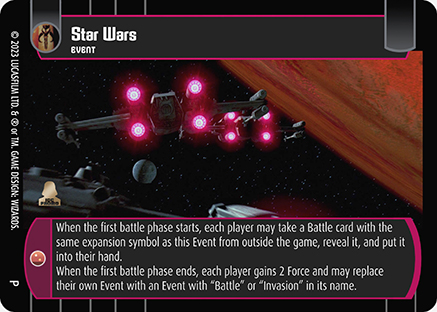 Star Wars
EVENT
© 2023 LUCASFILM LTD. & ® or TM. GAME DESIGN: WIZARDS.
When the first battle phase starts, each player may take a Battle card with the
same expansion symbol as this Event from outside the game, reveal it, and put it
into their hand.
When the first battle phase ends, each player gains 2 Force and may replace
their own Event with an Event with “Battle” or “Invasion” in its name.
P